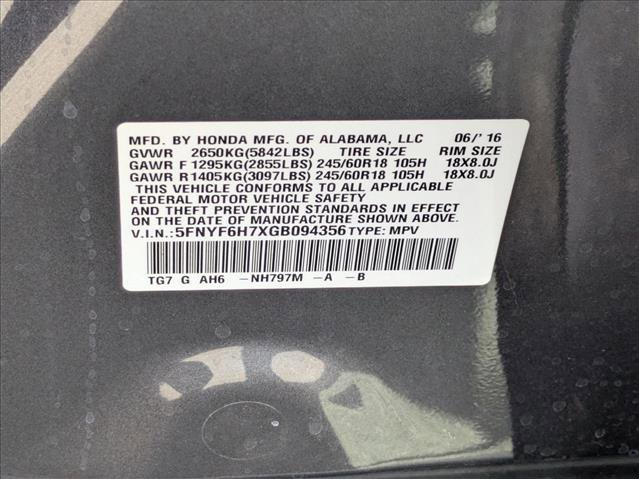 MFD. BY HONDA MFG. OF ALABAMA, LLC 06/'16
GVWR 2650KG(5842LBS) TIRE SIZE RIM SIZE
GAWR F 1295KG(2855LBS) 245/60R18 105H 18X8.0J
GAWR R1405KG(3097LBS) 245/60R18 105H 18X8.0J
THIS VEHICLE CONFORMS TO ALL APPLICABLE
FEDERAL MOTOR VEHICLE SAFETY
AND THEFT PREVENTION STANDARDS IN EFFECT
ON THE DATE OF MANUFACTURE SHOWN ABOVE.
V.I.N.:5FNYF6H7XGB094356TYPE: MPV
TG7 G AH6 -NH797M -A -B